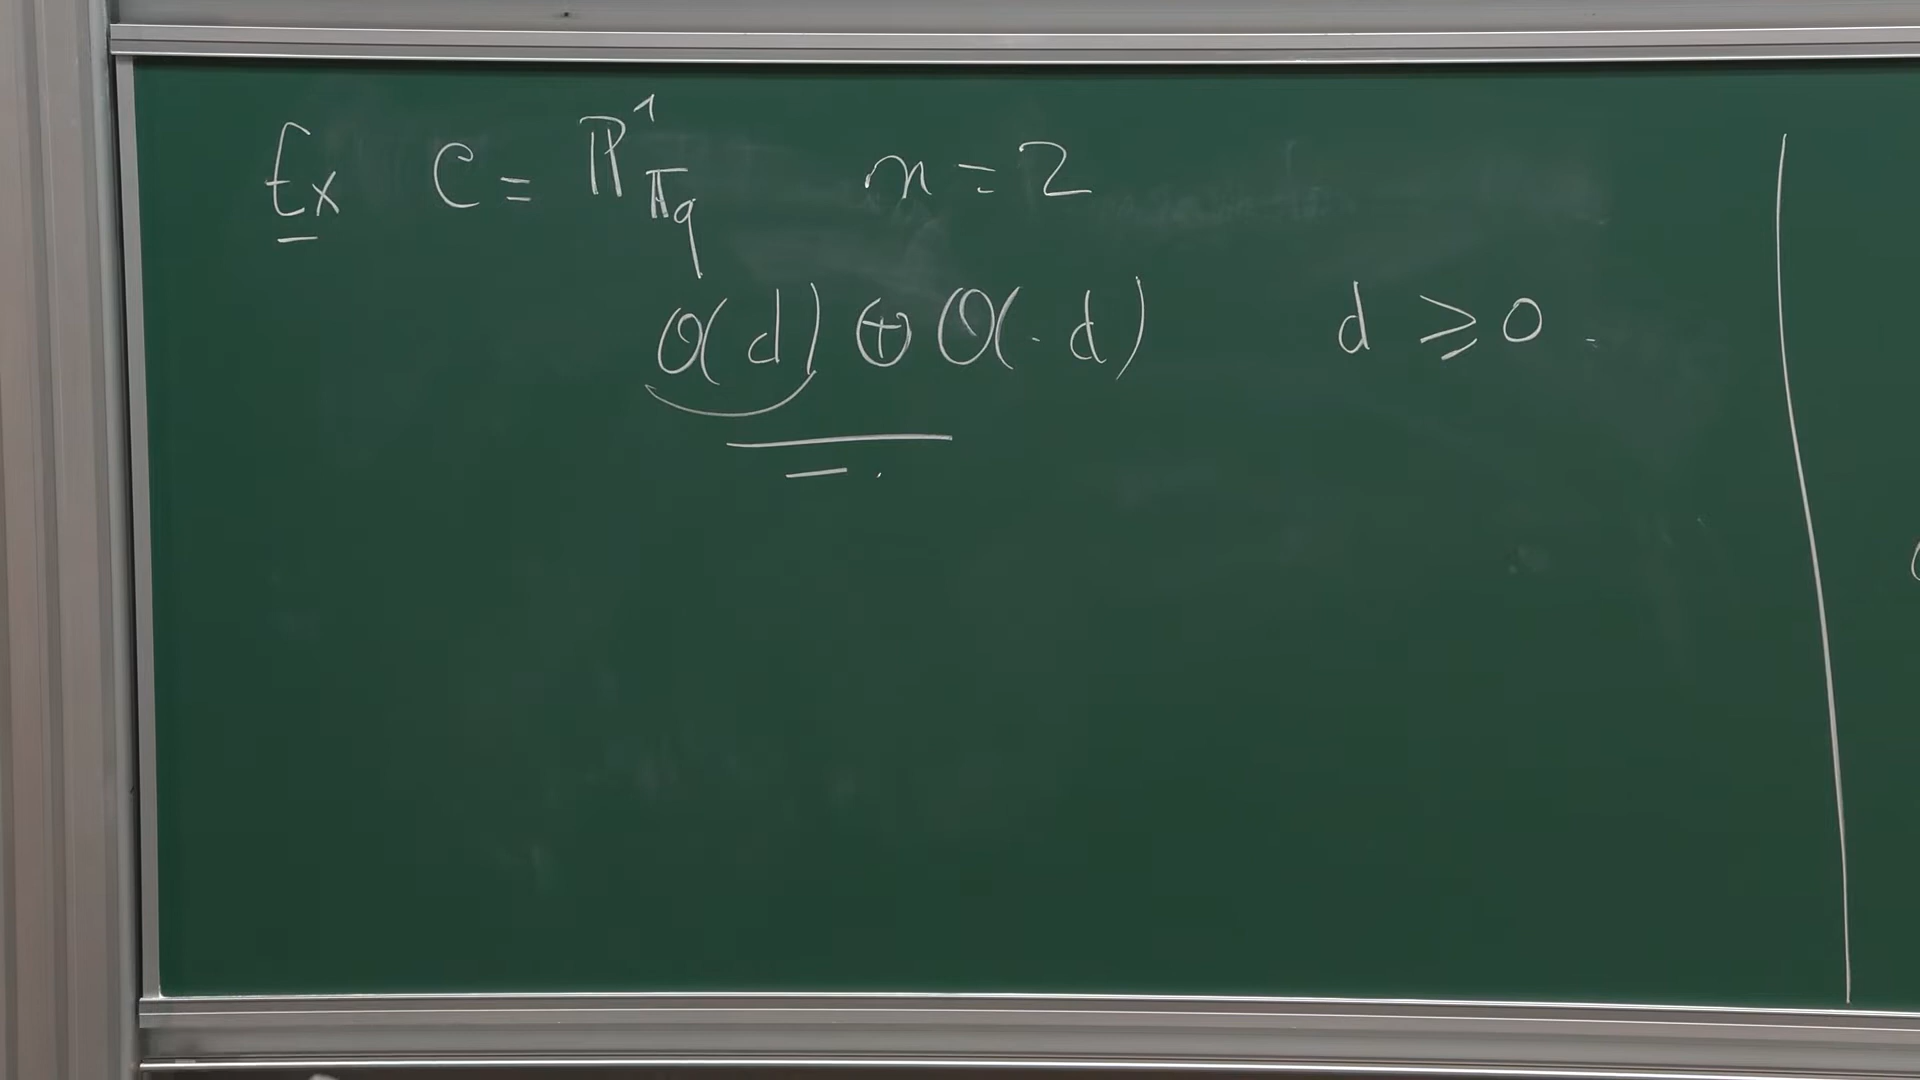 Ex C = ℙ¹_𝔽q n = 2
O(d) ⊕ O(-d) d ⩾ 0.